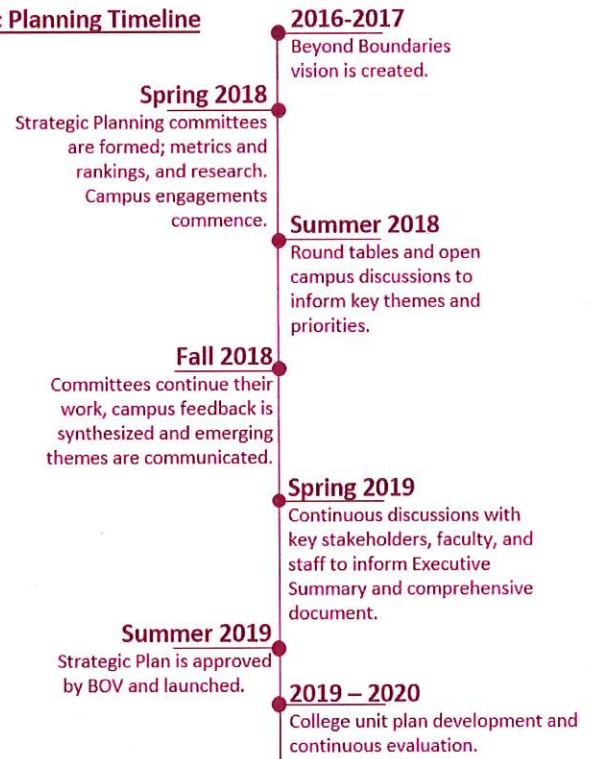 : Planning Timeline
2016-2017
Beyond Boundaries
vision is created.
Spring 2018
Strategic Planning committees
are formed; metrics and
rankings, and research.
Campus engagements
commence.
Summer 2018
Round tables and open
campus discussions to
inform key themes and
priorities.
Fall 2018
Committees continue their
work, campus feedback is
synthesized and emerging
themes are communicated.
Spring 2019
Continuous discussions with
key stakeholders, faculty, and
staff to inform Executive
Summary and comprehensive
document.
Summer 2019
Strategic Plan is approved
by BOV and launched.
2019 – 2020
College unit plan development and
continuous evaluation.